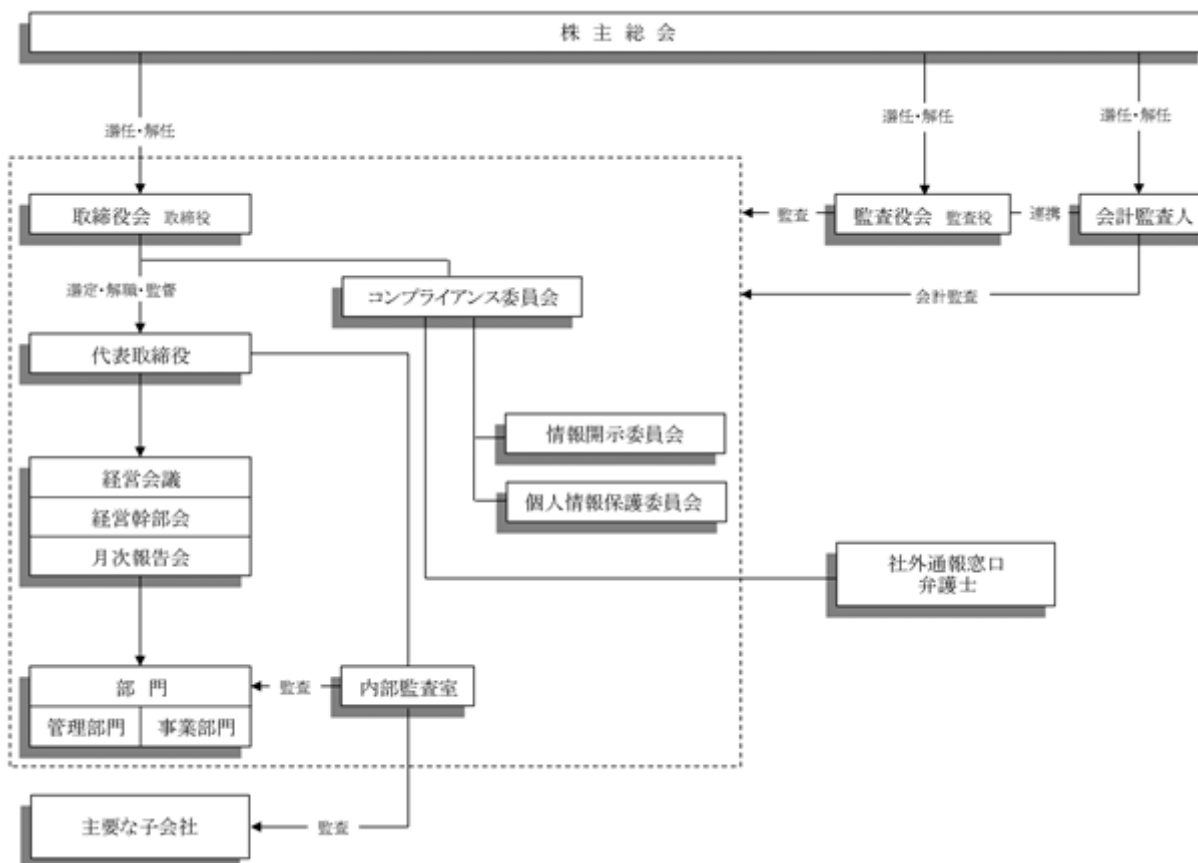 株主総会
選任・解任
選任・解任
選任・解任
取締役会 取締役
監査
監査役会 監査役
連携
会計監査人
選定・解職・監督
コンプライアンス委員会
会計監査
代表取締役
情報開示委員会
経営会議
個人情報保護委員会
経営幹部会
月次報告会
社外通報窓口
弁護士
部門
監査
内部監査室
管理部門
事業部門
主要な子会社
監査